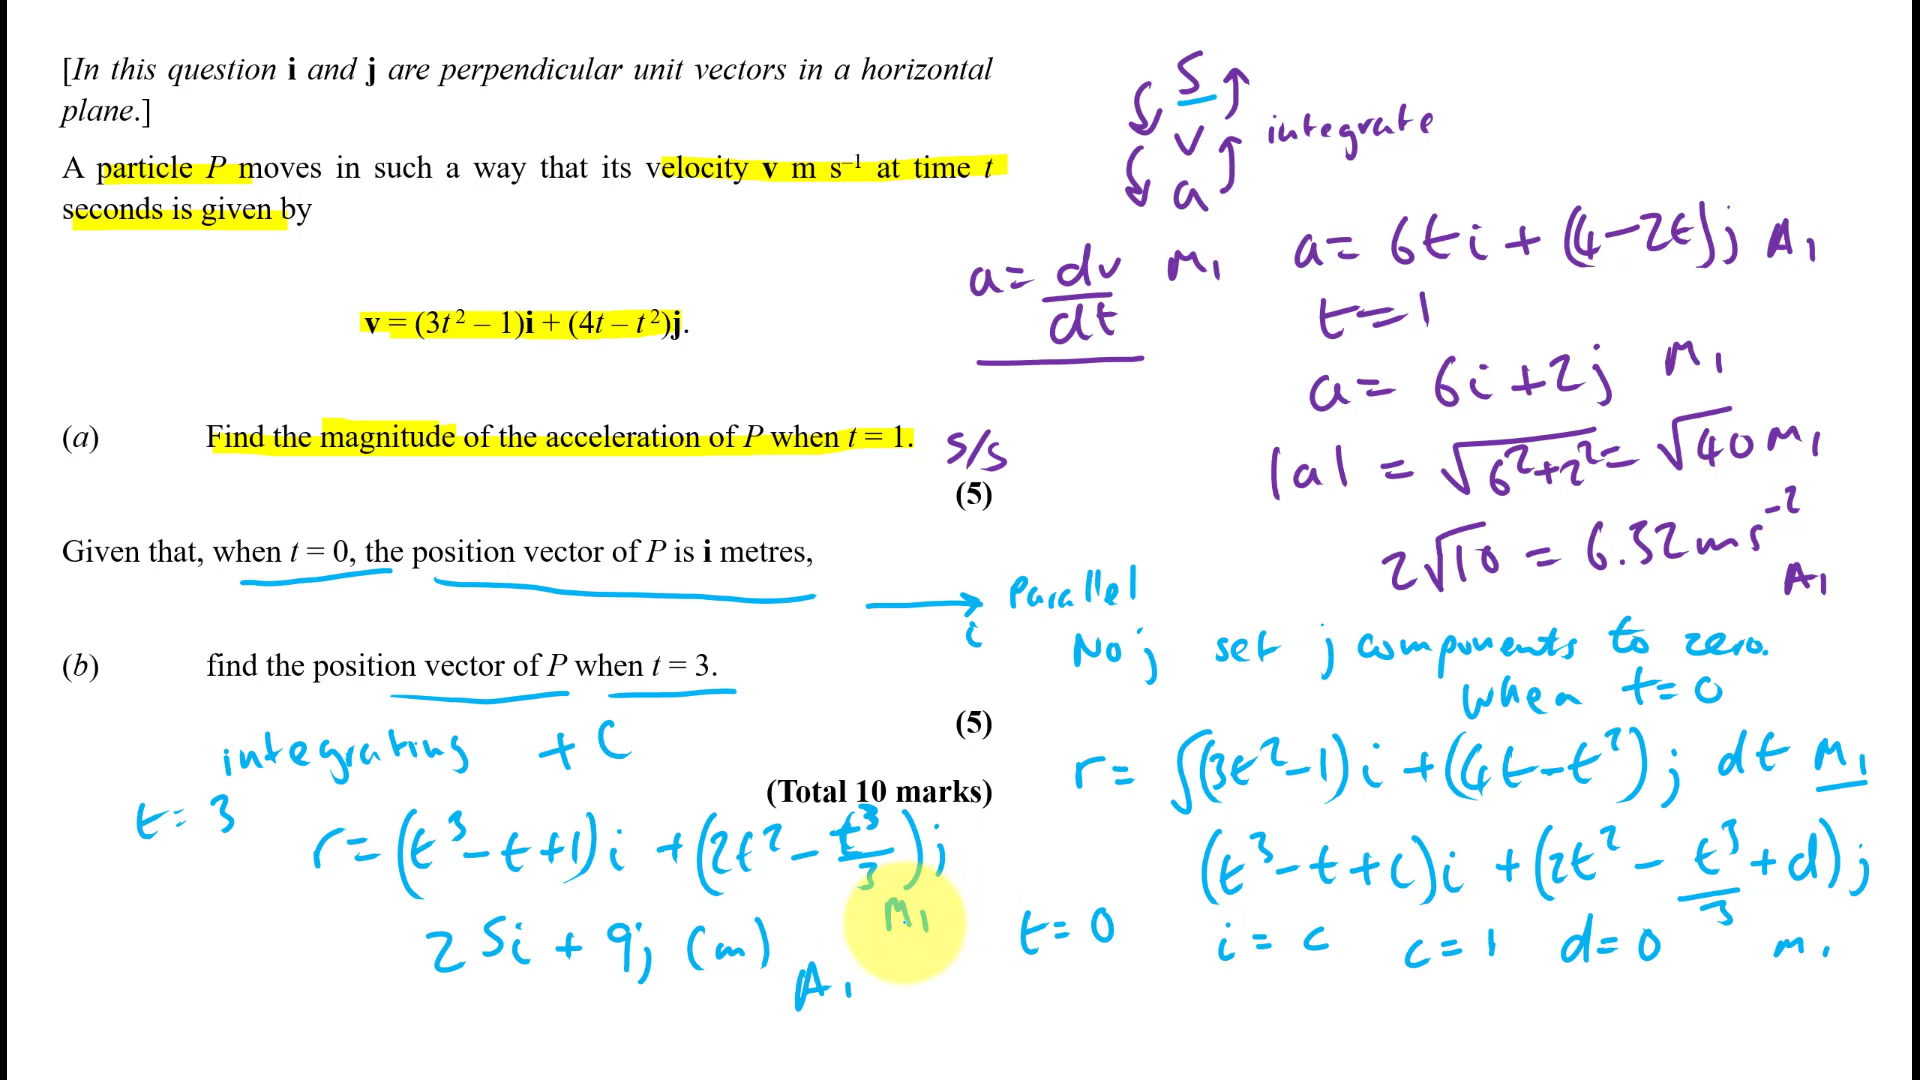 [In this question i and j are perpendicular unit vectors in a horizontal
plane.]
A particle P moves in such a way that its velocity v m s⁻¹ at time t
seconds is given by
v = (3t² – 1)i + (4t – t²)j.
(a) Find the magnitude of the acceleration of P when t = 1.
5/5
(5)
Given that, when t = 0, the position vector of P is i metres,
(b) find the position vector of P when t = 3.
(5)
(Total 10 marks)
integrating + C
t = 3
r = (t³ - t + 1)i + (2t² - t³/3)j
M1
25i + 9j (m)
A1
S
v
a
integrate
a = dv/dt M1
a = 6ti + (4-2t)j A1
t = 1
a = 6i + 2j M1
|a| = √6²+2² = √40 M1
2√10 = 6.32ms⁻²
A1
i
Parallel
No j set j components to zero.
when t = 0
r = ∫(3t²-1)i + (4t-t²)j dt M1
(t³ - t + c)i + (2t² - t³/3 + d)j
t = 0 i = c c = 1 d = 0 M1